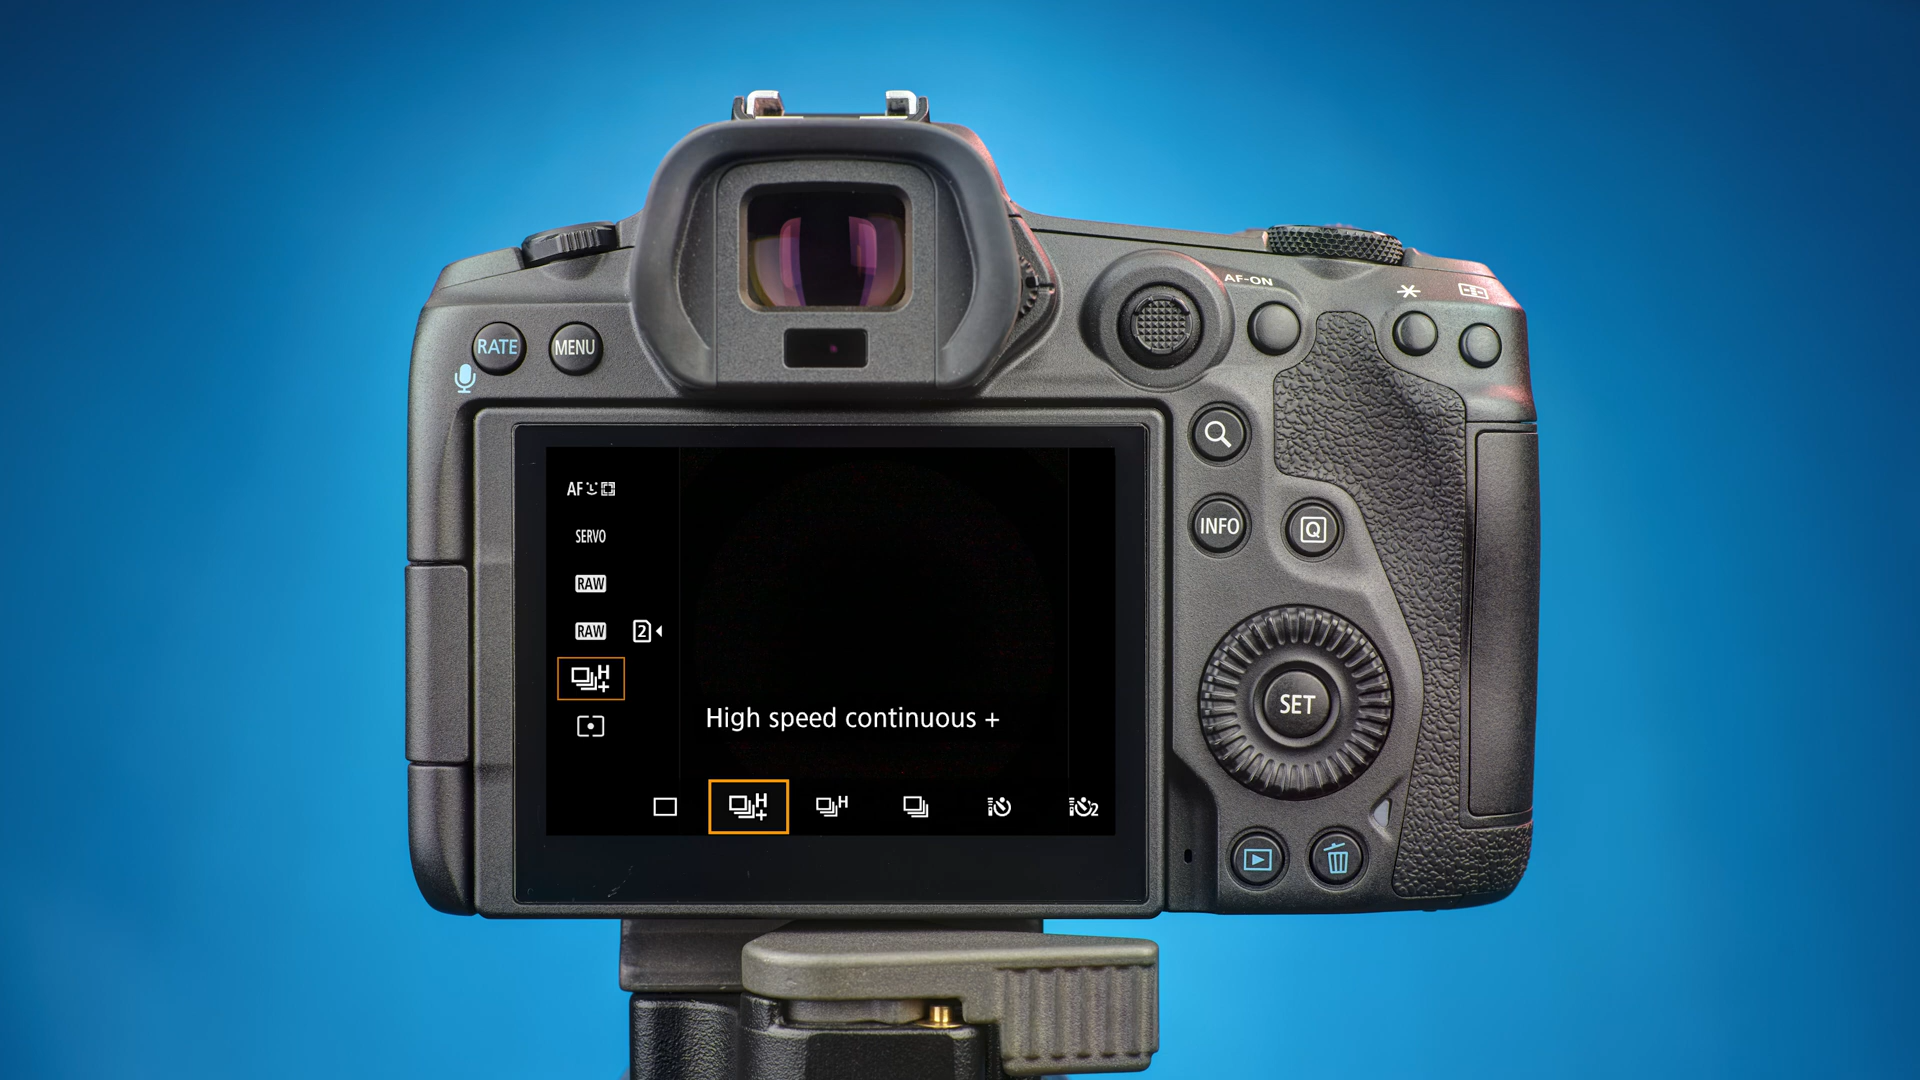 AF-ON
RATE
MENU
AF
SERVO
RAW
RAW 2
H+
High speed continuous +
H+ H 2
INFO
Q
SET